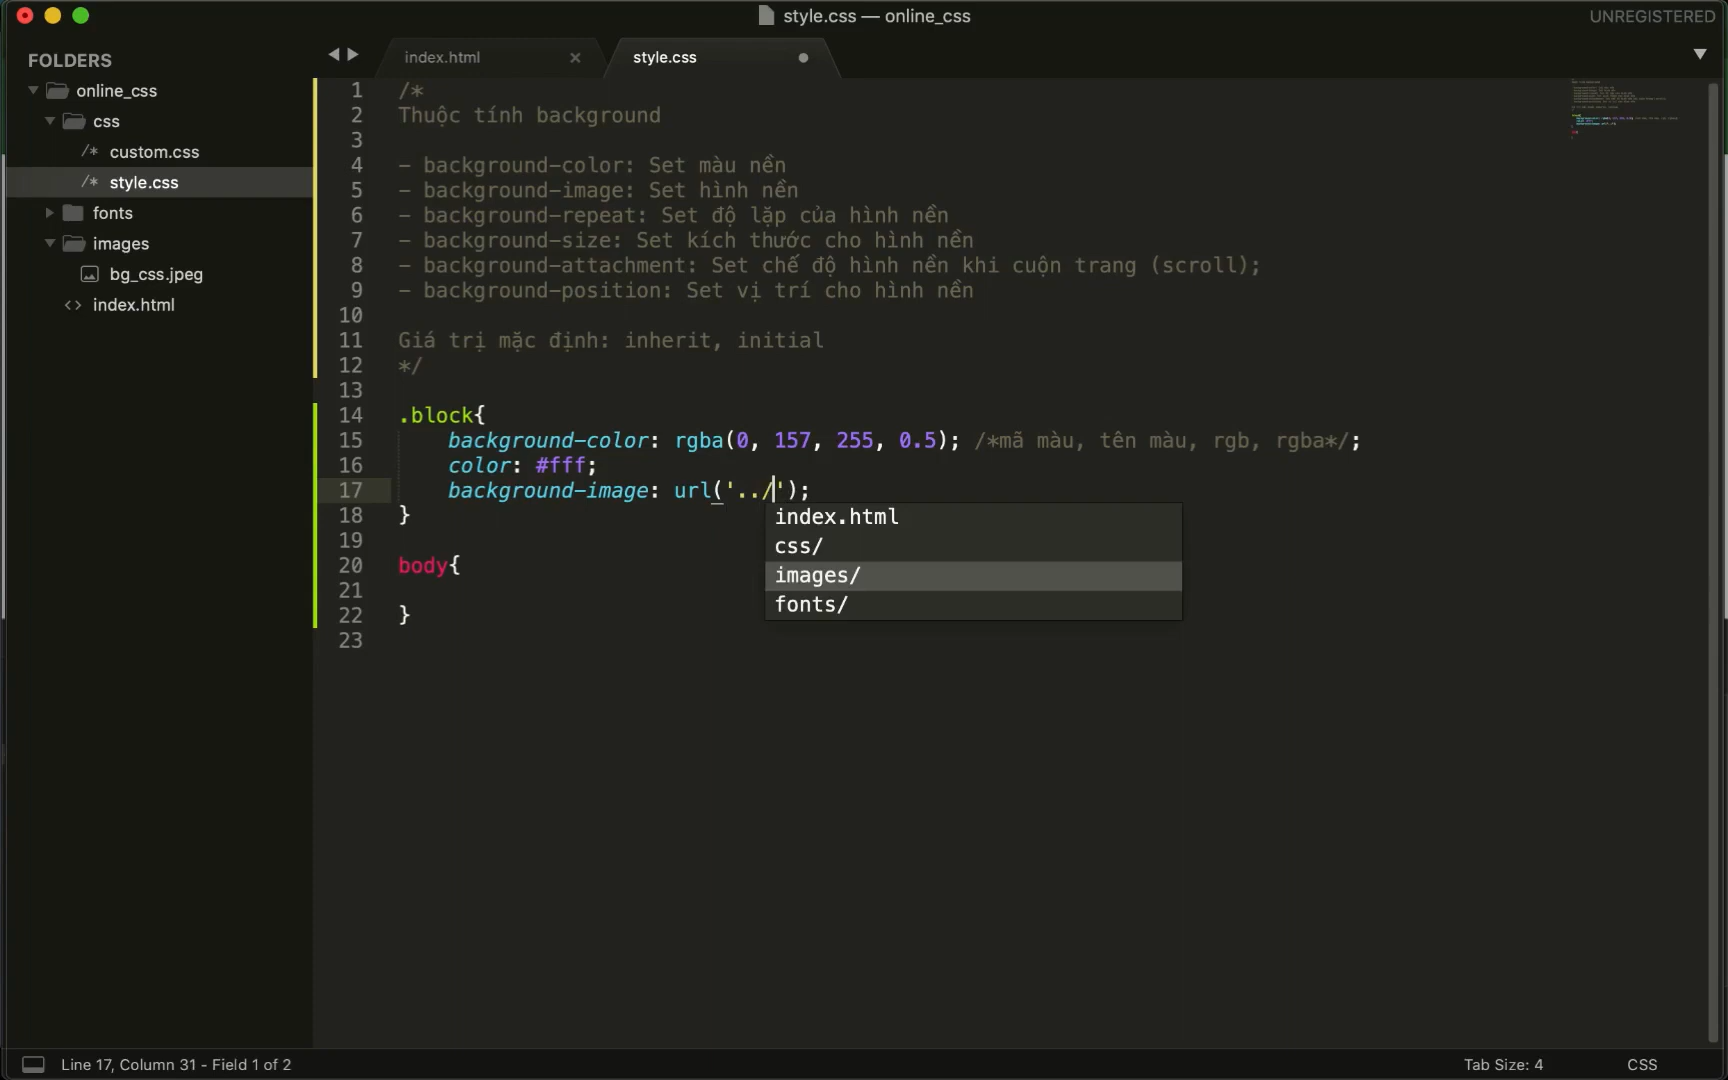 style.css — online_css
UNREGISTERED
FOLDERS
online_css
css
/* custom.css
/* style.css
fonts
images
bg_css.jpeg
<> index.html
index.html ×
style.css
1 /*
2 Thuộc tính background
3
4 - background-color: Set màu nền
5 - background-image: Set hình nền
6 - background-repeat: Set độ lặp của hình nền
7 - background-size: Set kích thước cho hình nền
8 - background-attachment: Set chế độ hình nền khi cuộn trang (scroll);
9 - background-position: Set vị trí cho hình nền
10
11 Giá trị mặc định: inherit, initial
12 */
13
14 .block{
15 background-color: rgba(0, 157, 255, 0.5); /*mã màu, tên màu, rgb, rgba*/;
16 color: #fff;
17 background-image: url('../');
18 }
19
20 body{
21
22 }
23
index.html
css/
images/
fonts/
Line 17, Column 31 - Field 1 of 2
Tab Size: 4
CSS